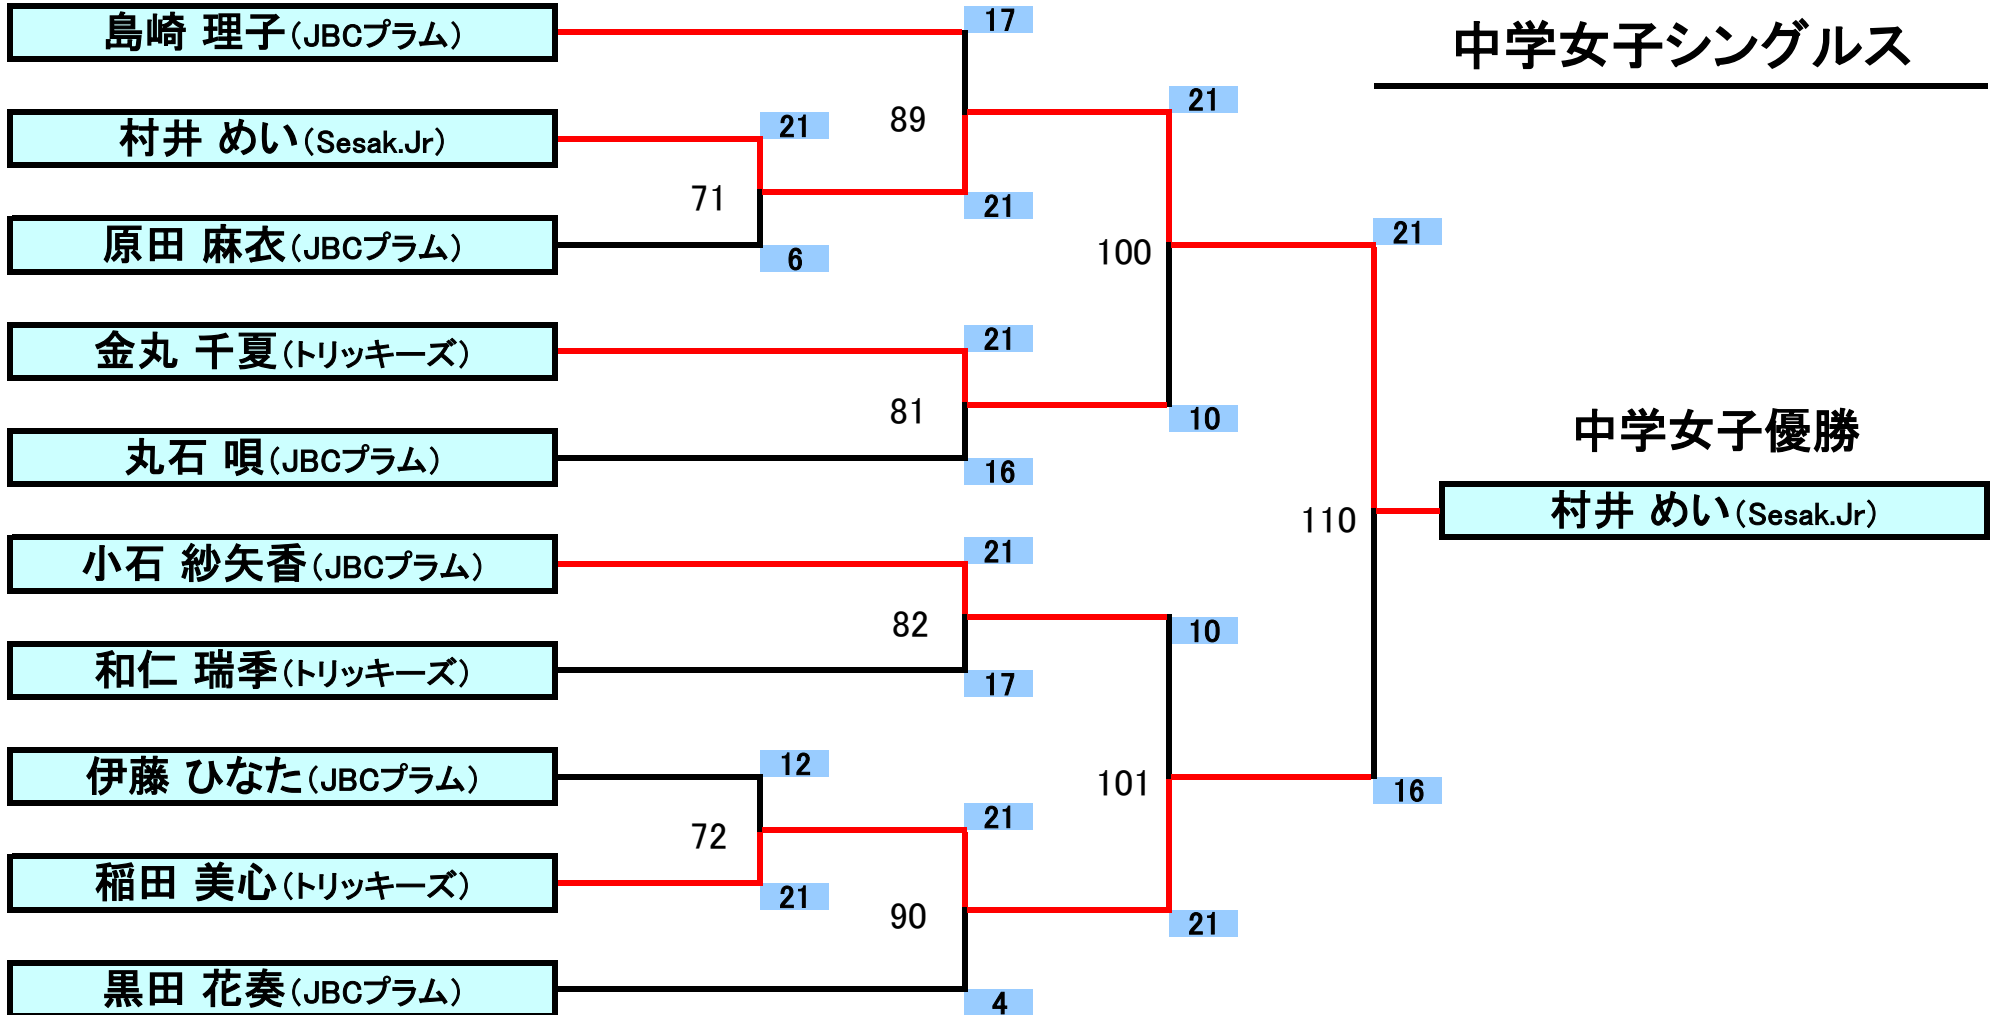 中学女子シングルス
島崎 理子(JBCプラム)
17
21
村井 めい(Sesak.Jr)
21
89
71
21
原田 麻衣(JBCプラム)
6
100
21
金丸 千夏(トリッキーズ)
21
81
10
丸石 唄(JBCプラム)
16
中学女子優勝
村井 めい(Sesak.Jr)
110
小石 紗矢香(JBCプラム)
21
82
10
和仁 瑞季(トリッキーズ)
17
伊藤 ひなた(JBCプラム)
12
101
16
72
21
稲田 美心(トリッキーズ)
21
90
21
黒田 花奏(JBCプラム)
4